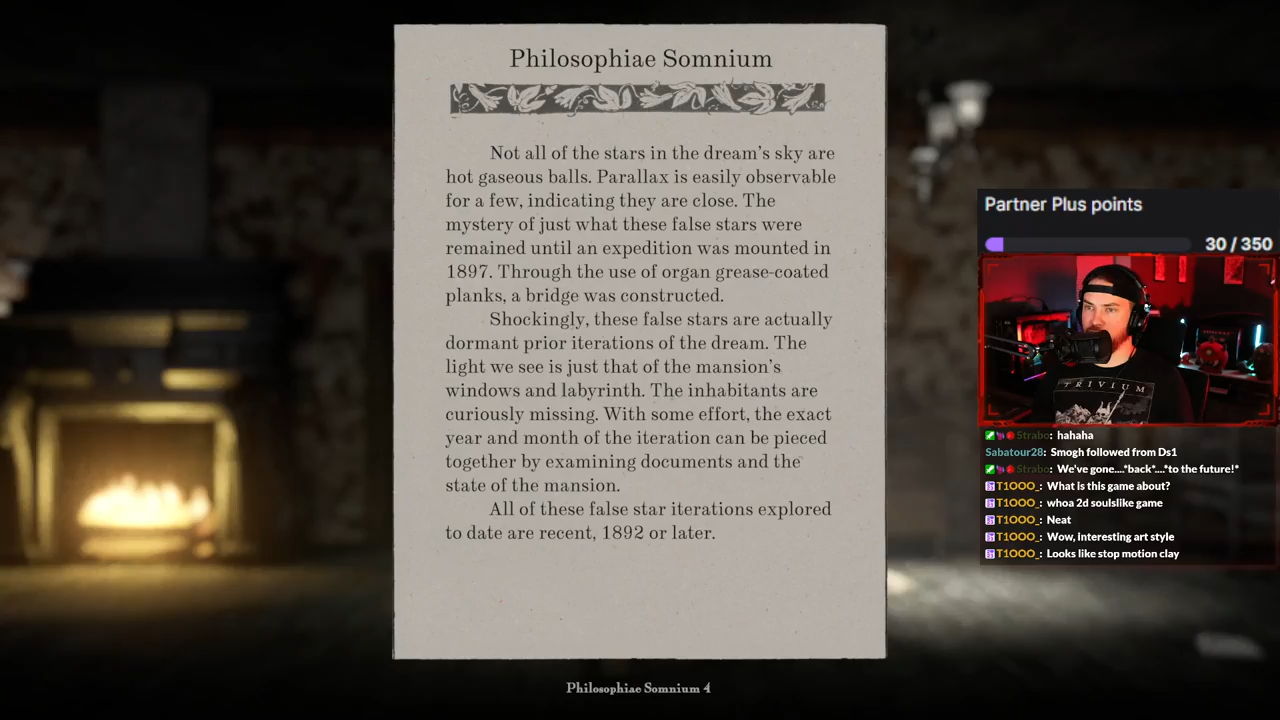 Philosophiae Somnium
Not all of the stars in the dream's sky are
hot gaseous balls. Parallax is easily observable
for a few, indicating they are close. The
mystery of just what these false stars were
remained until an expedition was mounted in
1897. Through the use of organ grease-coated
planks, a bridge was constructed.
Shockingly, these false stars are actually
dormant prior iterations of the dream. The
light we see is just that of the mansion's
windows and labyrinth. The inhabitants are
curiously missing. With some effort, the exact
year and month of the iteration can be pieced
together by examining documents and the
state of the mansion.
All of these false star iterations explored
to date are recent, 1892 or later.
Philosophiae Somnium 4
Partner Plus points
30 / 350
TRIVIUM
Strabo: hahaha
Sabatour28: Smogh followed from Ds1
Strabo: We've gone....*back*....*to the future!*
T1OOO_: What is this game about?
T1OOO_: whoa 2d soulslike game
T1OOO_: Neat
T1OOO_: Wow, interesting art style
T1OOO_: Looks like stop motion clay